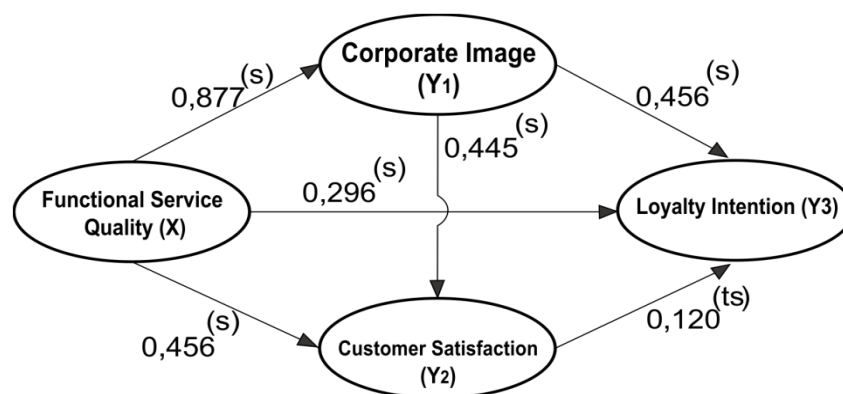 Corporate Image
(Y1)
0,877(s)
0,456(s)
0,445(s)
Functional Service
Quality (X)
0,296(s)
Loyalty Intention (Y3)
0,456(s)
Customer Satisfaction
(Y2)
0,120(ts)